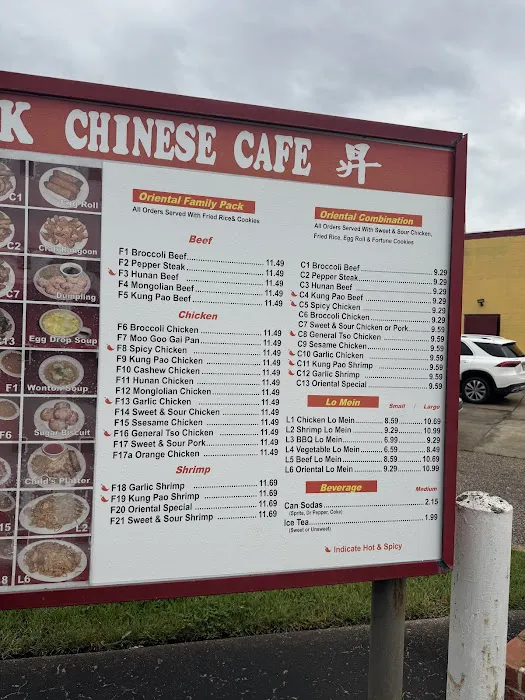 K CHINESE CAFE 昇
C1
Egg Roll
C2
Dumpling
C7
Egg Drop Soup
Wonton Soup
F1
Sugar Biscuit
F6
Child's Platter
15
L2
8
L6
Oriental Family Pack
All Orders Served With Fried Rice& Cookies
Beef
F1 Broccoli Beef 11.49
F2 Pepper Steak 11.49
F3 Hunan Beef 11.49
F4 Mongolian Beef 11.49
F5 Kung Pao Beef 11.49
Chicken
F6 Broccoli Chicken 11.49
F7 Moo Goo Gai Pan 11.49
F8 Spicy Chicken 11.49
F9 Kung Pao Chicken 11.49
F10 Cashew Chicken 11.49
F11 Hunan Chicken 11.49
F12 Mongiolian Chicken 11.49
F13 Garlic Chicken 11.49
F14 Sweet & Sour Chicken 11.49
F15 Ssesame Chicken 11.49
F16 General Tso Chicken 11.49
F17 Sweet & Sour Pork 11.49
F17a Orange Chicken 11.49
Shrimp
F18 Garlic Shrimp 11.69
F19 Kung Pao Shrimp 11.69
F20 Oriental Special 11.69
F21 Sweet & Sour Shrimp 11.69
Oriental Combination
All Orders Served With Sweet & Sour Chicken,
Fried Rice, Egg Roll & Fortune Cookies
C1 Broccoli Beef 9.29
C2 Pepper Steak 9.29
C3 Hunan Beef 9.29
C4 Kung Pao Beef 9.29
C5 Spicy Chicken 9.29
C6 Broccoli Chicken 9.29
C7 Sweet & Sour Chicken or Pork 9.59
C8 General Tso Chicken 9.59
C9 Sesame Chicken 9.59
C10 Garlic Chicken 9.59
C11 Kung Pao Shrimp 9.59
C12 Garlic Shrimp 9.59
C13 Oriental Special 9.59
Lo Mein Small / Large
L1 Chicken Lo Mein 8.59 10.69
L2 Shrimp Lo Mein 9.29 10.99
L3 BBQ Lo Mein 6.99 9.29
L4 Vegetable Lo Mein 6.59 8.49
L5 Beef Lo Mein 8.59 10.69
L6 Oriental Lo Mein 9.29 10.99
Beverage Medium
Can Sodas 2.15
(Sprite, Dr Pepper, Coke)
Ice Tea 1.99
(Sweet or Unsweet)
Indicate Hot & Spicy